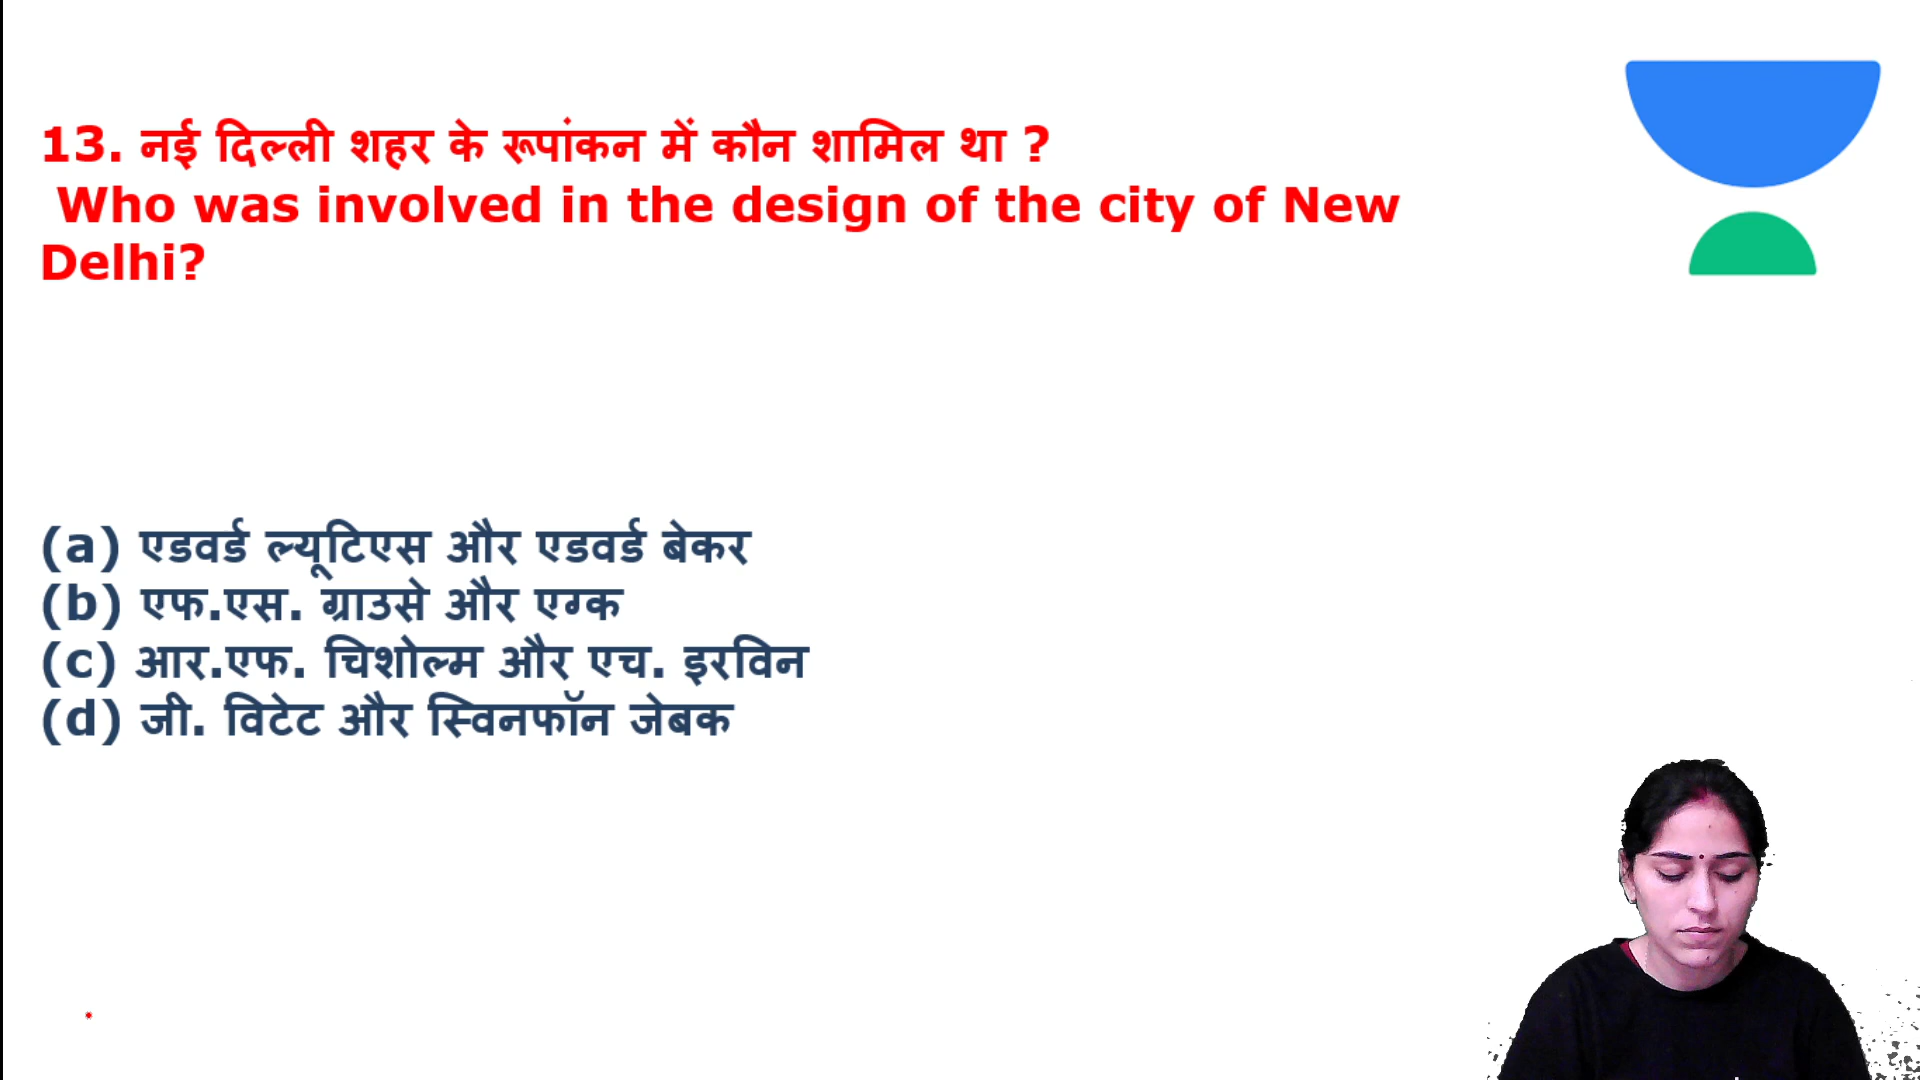 13. नई दिल्ली शहर के रूपांकन में कौन शामिल था ?
Who was involved in the design of the city of New
Delhi?
(a) एडवर्ड ल्यूटिएस और एडवर्ड बेकर
(b) एफ.एस. ग्राउसे और एग्क
(c) आर.एफ. चिशोल्म और एच. इरविन
(d) जी. विटेट और स्विनफॉन जेबक